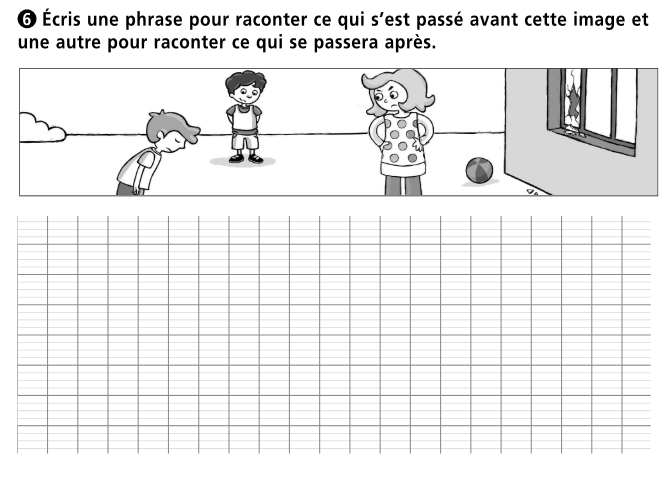 6 Écris une phrase pour raconter ce qui s'est passé avant cette image et
une autre pour raconter ce qui se passera après.